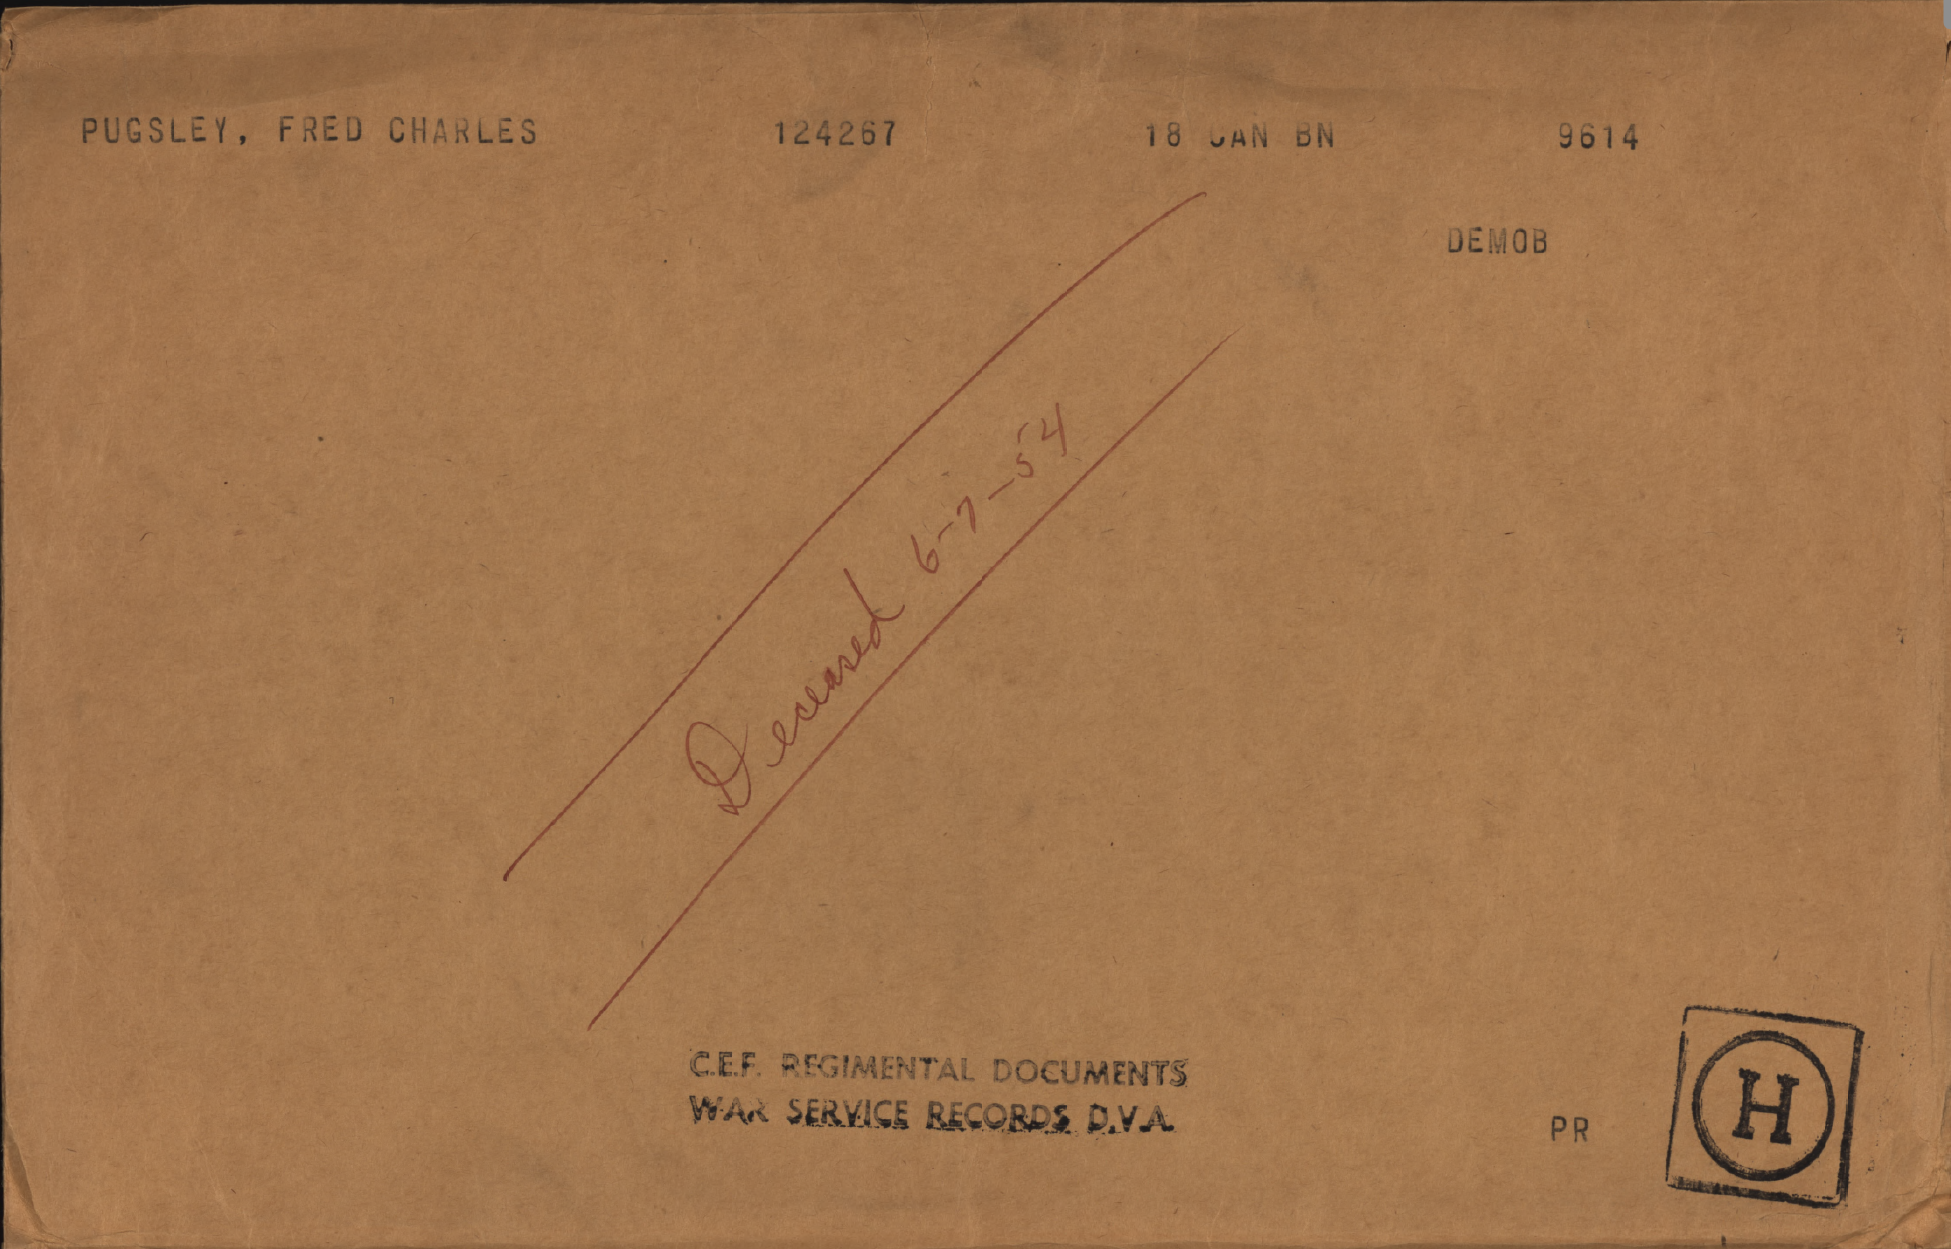 PUGSLEY, FRED CHARLES 124267 18 CAN BN 9614
DEMOB
Deceased 6-7-54
C.E.F. REGIMENTAL DOCUMENTS
WAR SERVICE RECORDS D.V.A.
PR
H